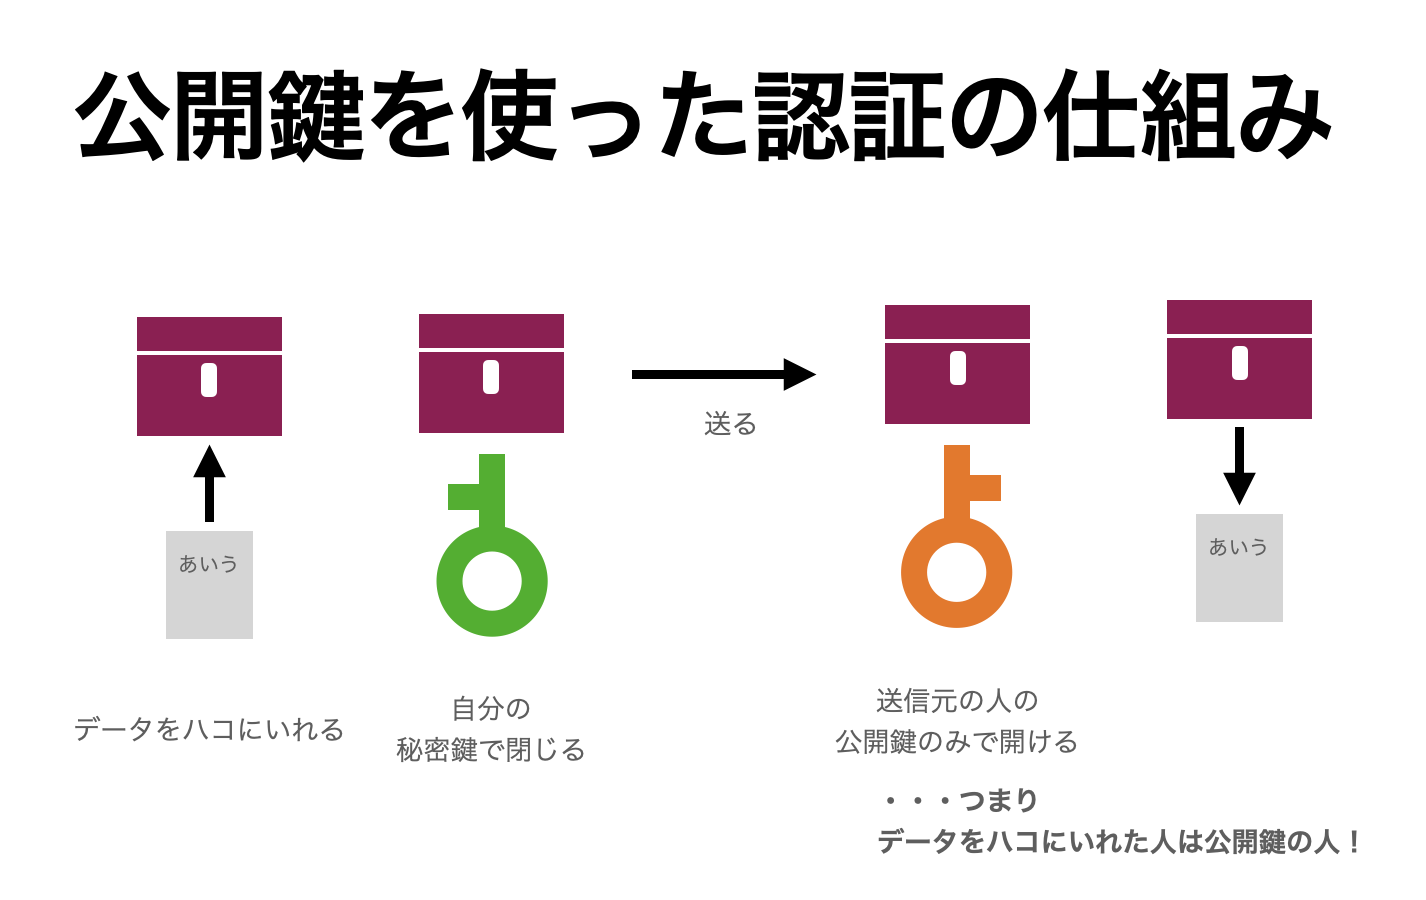 公開鍵を使った認証の仕組み
送る
あいう
あいう
データをハコにいれる
自分の
秘密鍵で閉じる
送信元の人の
公開鍵のみで開ける
・・・つまり
データをハコにいれた人は公開鍵の人！